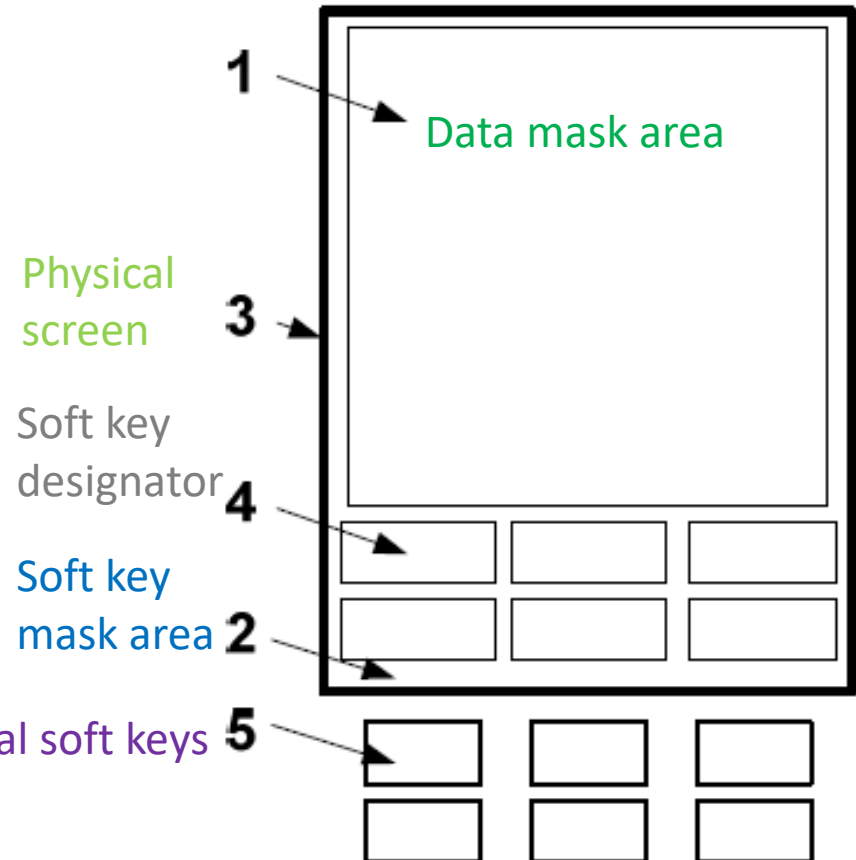 1
Data mask area
Physical
screen
3
Soft key
designator
4
Soft key
mask area
2
al soft keys
5